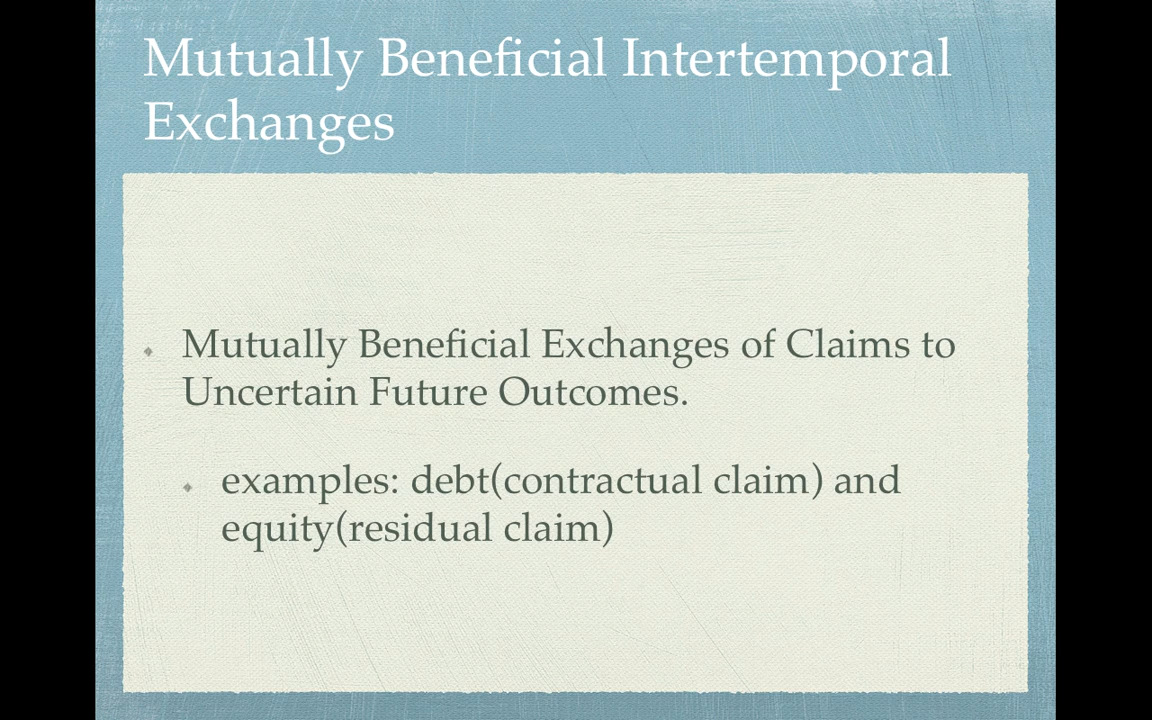 Mutually Beneficial Intertemporal
Exchanges
Mutually Beneficial Exchanges of Claims to
Uncertain Future Outcomes.
examples: debt(contractual claim) and
equity(residual claim)